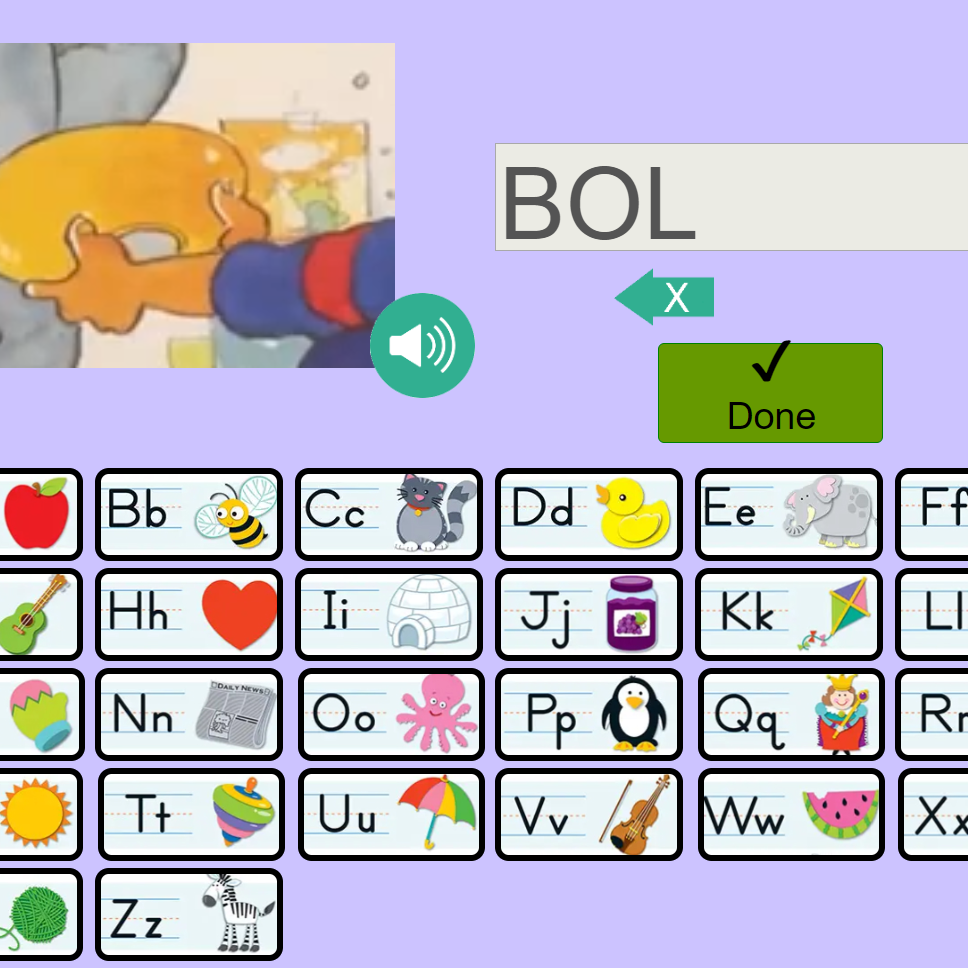 BOL
X
✓
Done
Bb
Cc
Dd
Ee
Ff
Hh
Ii
Jj
Kk
Ll
Nn
DAILY NEWS
Oo
Pp
Qq
Rr
Tt
Uu
Vv
Ww
Xx
Zz